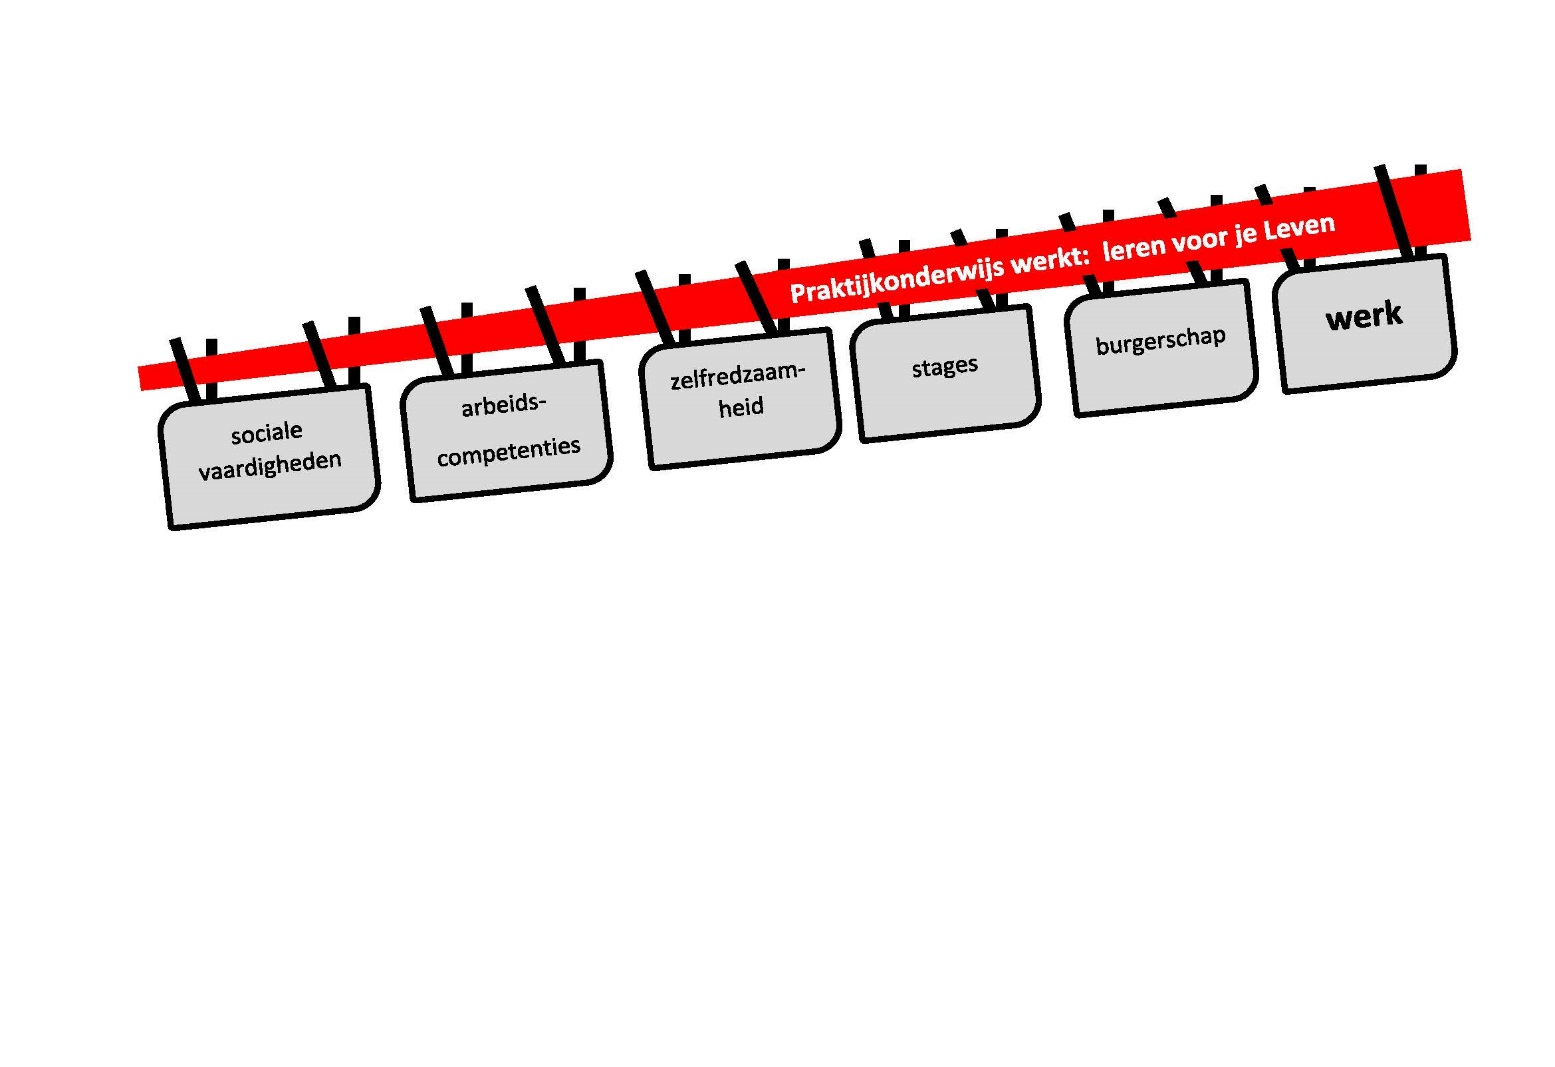 Praktijkonderwijs werkt:  leren voor je Leven
sociale
vaardigheden
arbeids-
competenties
zelfredzaam-
heid
stages
burgerschap
werk